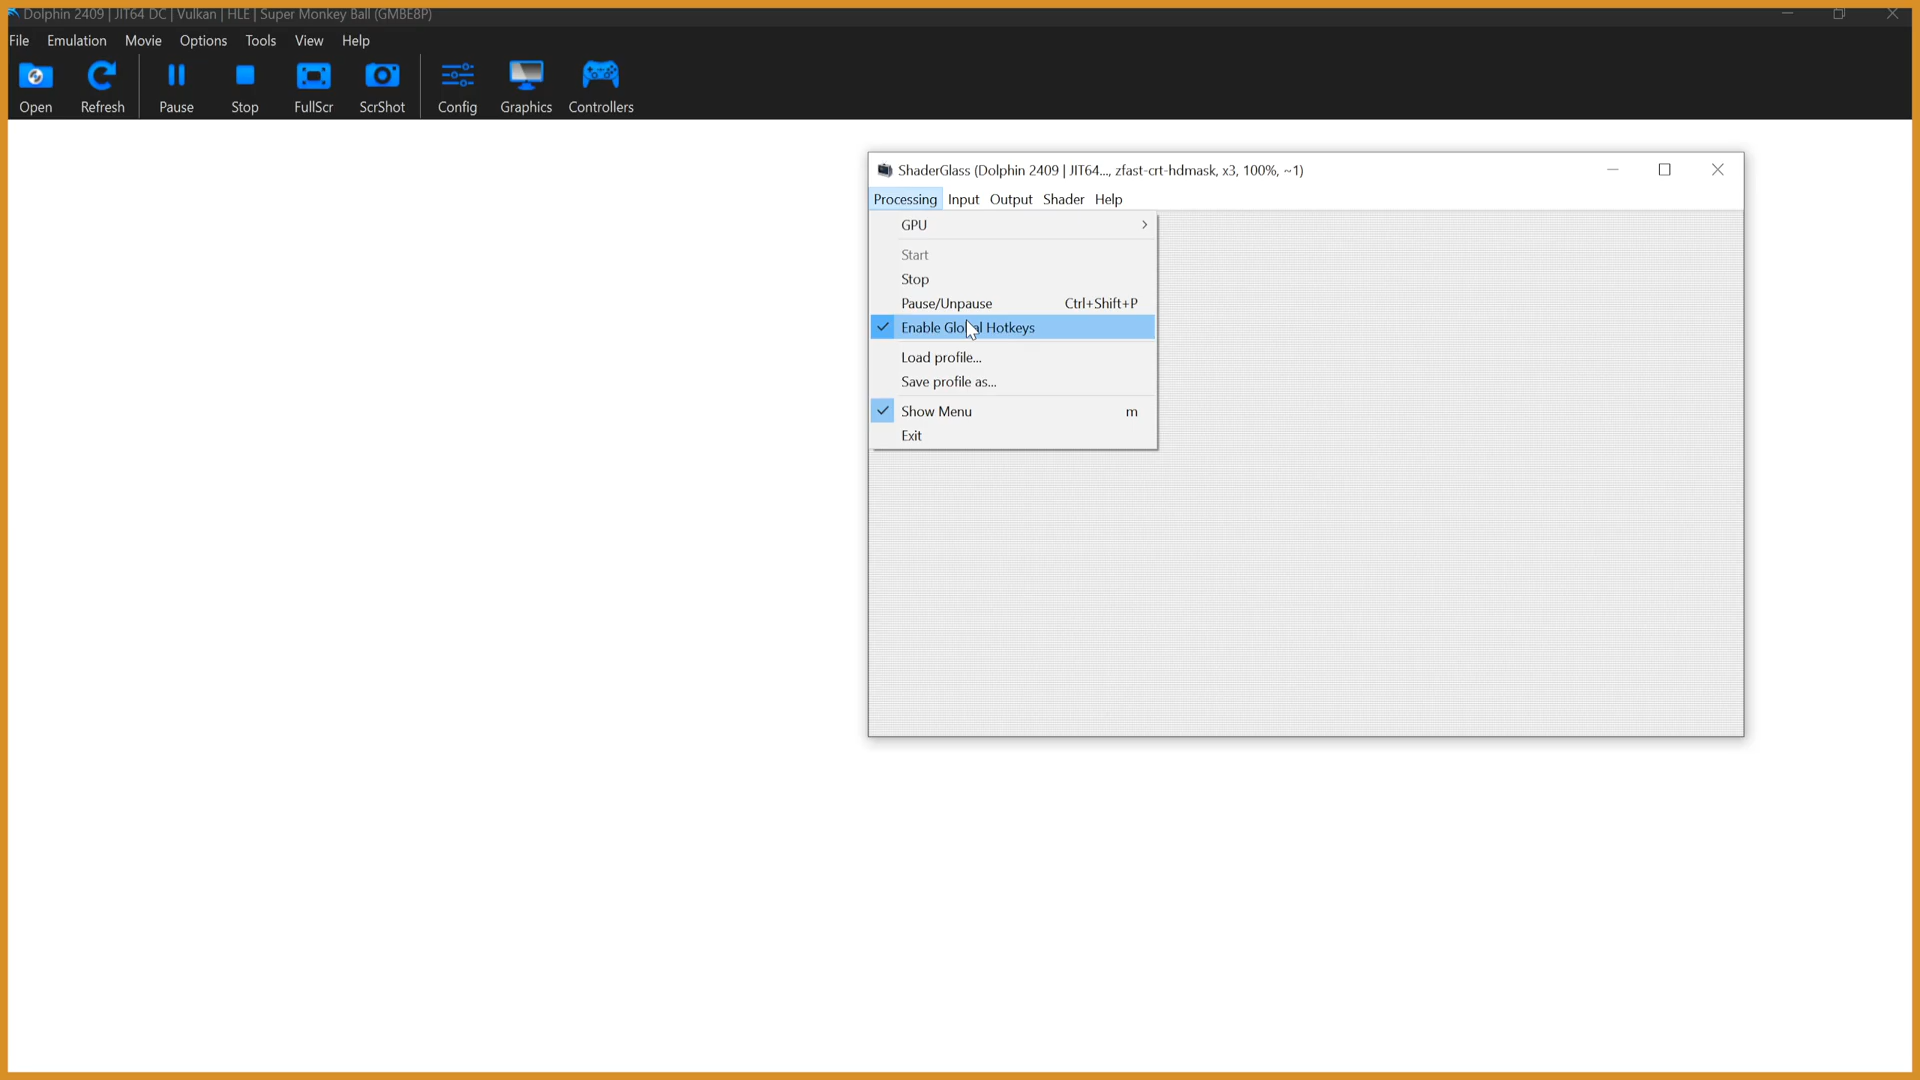 Dolphin 2409 | JIT64 DC | Vulkan | HLE | Super Monkey Ball (GMBE8P)
File Emulation Movie Options Tools View Help
Open Refresh Pause Stop FullScr ScrShot Config Graphics Controllers
ShaderGlass (Dolphin 2409 | JIT64..., zfast-crt-hdmask, x3, 100%, ~1)
Processing Input Output Shader Help
GPU
Start
Stop
Pause/Unpause Ctrl+Shift+P
Enable Global Hotkeys
Load profile...
Save profile as...
Show Menu m
Exit